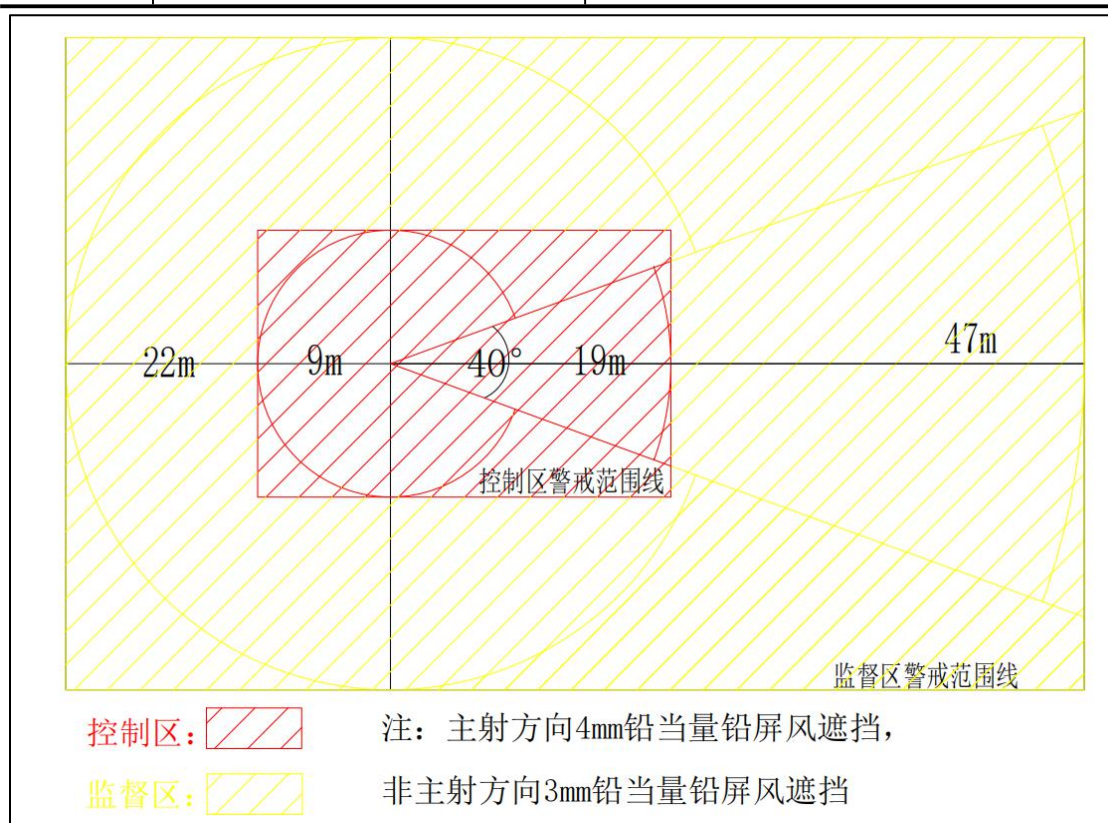 22m
9m
40°
19m
47m
控制区警戒范围线
监督区警戒范围线
控制区：
注：主射方向4mm铅当量铅屏风遮挡，
监督区：
非主射方向3mm铅当量铅屏风遮挡